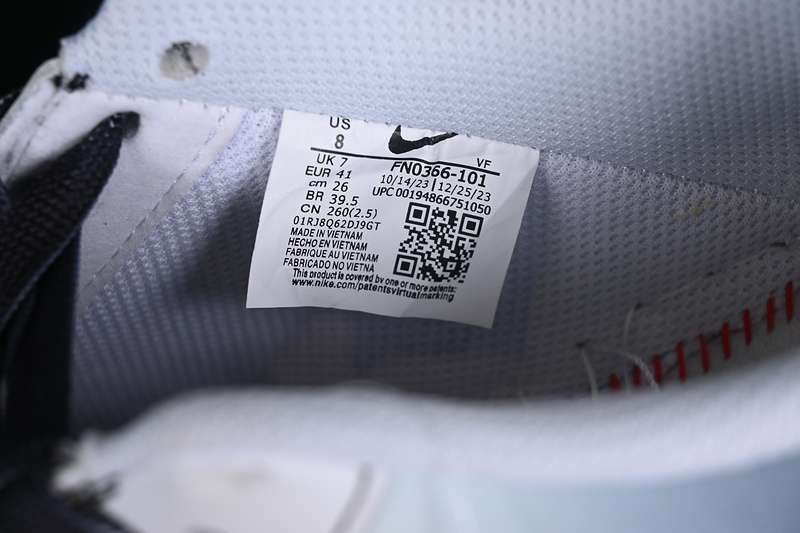 US
8
UK 7
EUR 41
cm 26
BR 39.5
CN 260(2.5)
01RJ8Q62DJ9GT
MADE IN VIETNAM
HECHO EN VIETNAM
FABRIQUE AU VIETNAM
FABRICADO NO VIETNA
This product is covered by one or more patents:
www.nike.com/patentsvirtualmarking
VF
FN0366-101
10/14/23 | 12/25/23
UPC 00194866751050